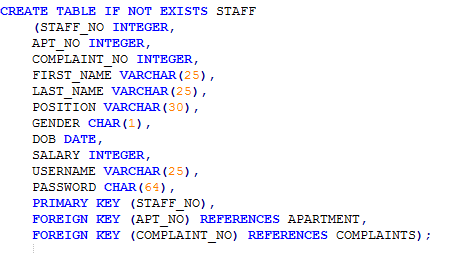 CREATE TABLE IF NOT EXISTS STAFF
(STAFF_NO INTEGER,
APT_NO INTEGER,
COMPLAINT_NO INTEGER,
FIRST_NAME VARCHAR(25),
LAST_NAME VARCHAR(25),
POSITION VARCHAR(30),
GENDER CHAR(1),
DOB DATE,
SALARY INTEGER,
USERNAME VARCHAR(25),
PASSWORD CHAR(64),
PRIMARY KEY (STAFF_NO),
FOREIGN KEY (APT_NO) REFERENCES APARTMENT,
FOREIGN KEY (COMPLAINT_NO) REFERENCES COMPLAINTS);